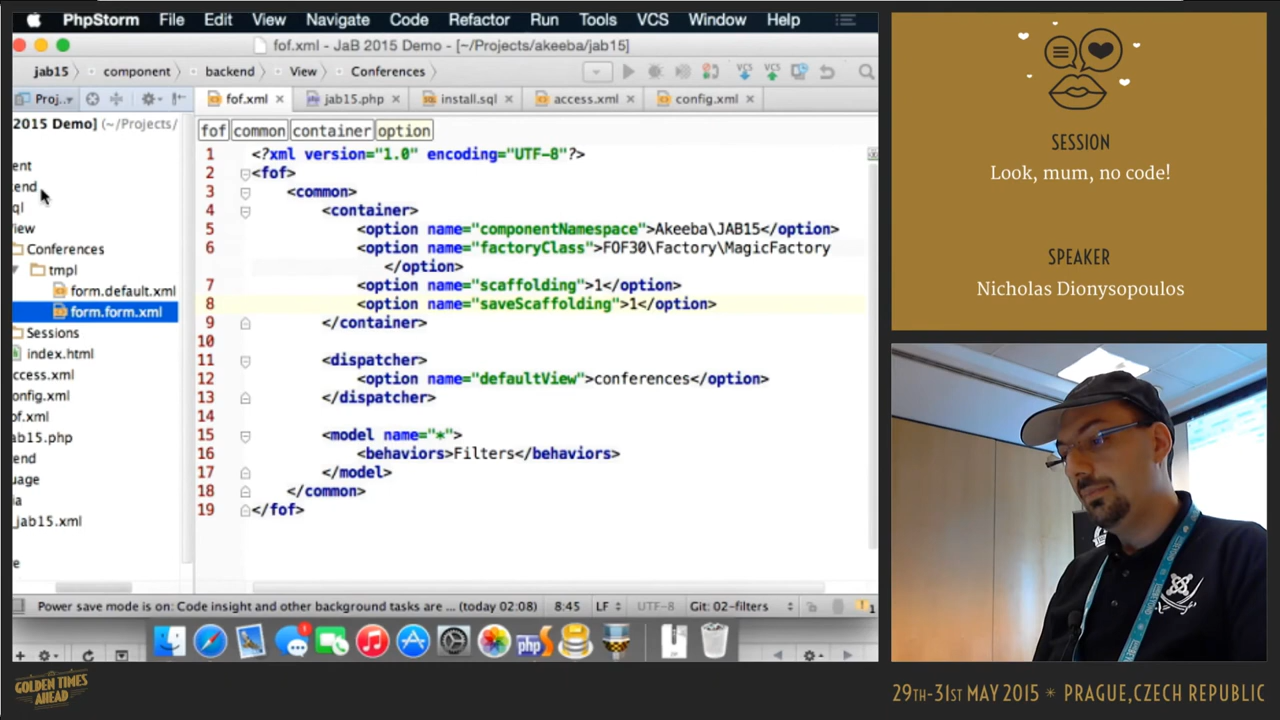 PhpStorm File Edit View Navigate Code Refactor Run Tools VCS Window Help
fof.xml - JaB 2015 Demo - [~/Projects/akeeba/jab15]
jab15 component backend View Conferences
Proj.. fof.xml jab15.php install.sql access.xml config.xml
2015 Demo] (~/Projects/
fof common container option
ent
end
ql
iew
Conferences
tmpl
form.default.xml
form.form.xml
Sessions
index.html
ccess.xml
onfig.xml
of.xml
ab15.php
end
uage
ia
jab15.xml
e
1 <?xml version="1.0" encoding="UTF-8"?>
2 <fof>
3 <common>
4 <container>
5 <option name="componentNamespace">Akeeba\JAB15</option>
6 <option name="factoryClass">FOF30\Factory\MagicFactory
</option>
7 <option name="scaffolding">1</option>
8 <option name="saveScaffolding">1</option>
9 </container>
10
11 <dispatcher>
12 <option name="defaultView">conferences</option>
13 </dispatcher>
14
15 <model name="*">
16 <behaviors>Filters</behaviors>
17 </model>
18 </common>
19 </fof>
Power save mode is on: Code insight and other background tasks are ... (today 02:08) 8:45 LF UTF-8 Git: 02-filters 1
php
SESSION
Look, mum, no code!
SPEAKER
Nicholas Dionysopoulos
GOLDEN TIMES
AHEAD
29TH-31ST MAY 2015 * PRAGUE,CZECH REPUBLIC